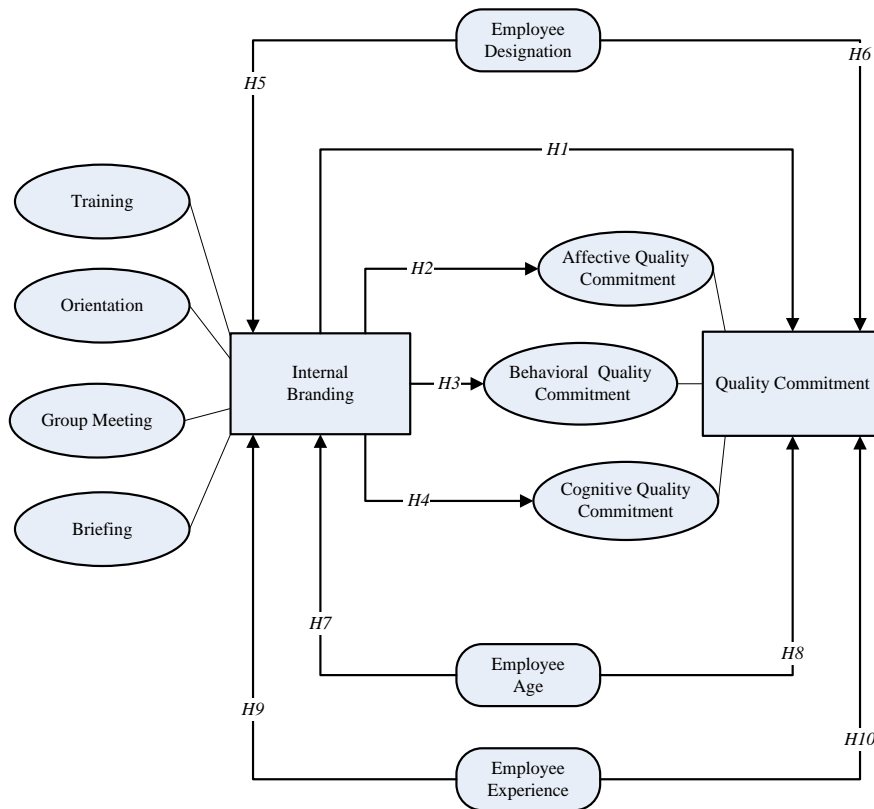 Employee
Designation
H5
H6
H1
Training
Affective Quality
Commitment
H2
Orientation
Internal
Branding
H3
Behavioral Quality
Commitment
Quality Commitment
Group Meeting
H4
Cognitive Quality
Commitment
Briefing
H7
H8
Employee
Age
H9
H10
Employee
Experience